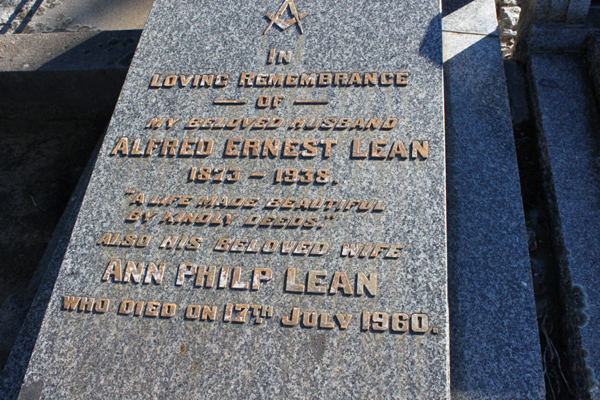 IN
LOVING REMEMBRANCE
— OF —
MY BELOVED HUSBAND
ALFRED ERNEST LEAN
1873 - 1938.
"A LIFE MADE BEAUTIFUL
BY KINDLY DEEDS."
ALSO HIS BELOVED WIFE
ANN PHILP LEAN
WHO DIED ON 12TH JULY 1960.